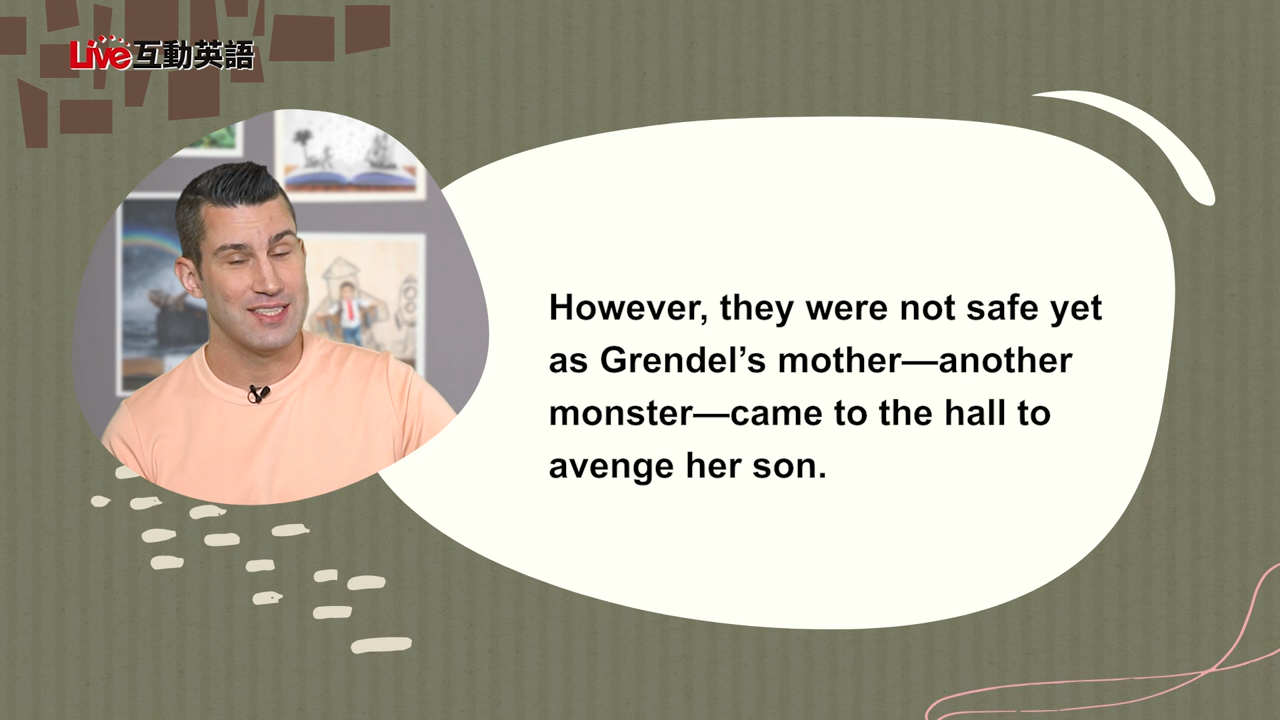 Live互動英語
However, they were not safe yet
as Grendel’s mother—another
monster—came to the hall to
avenge her son.